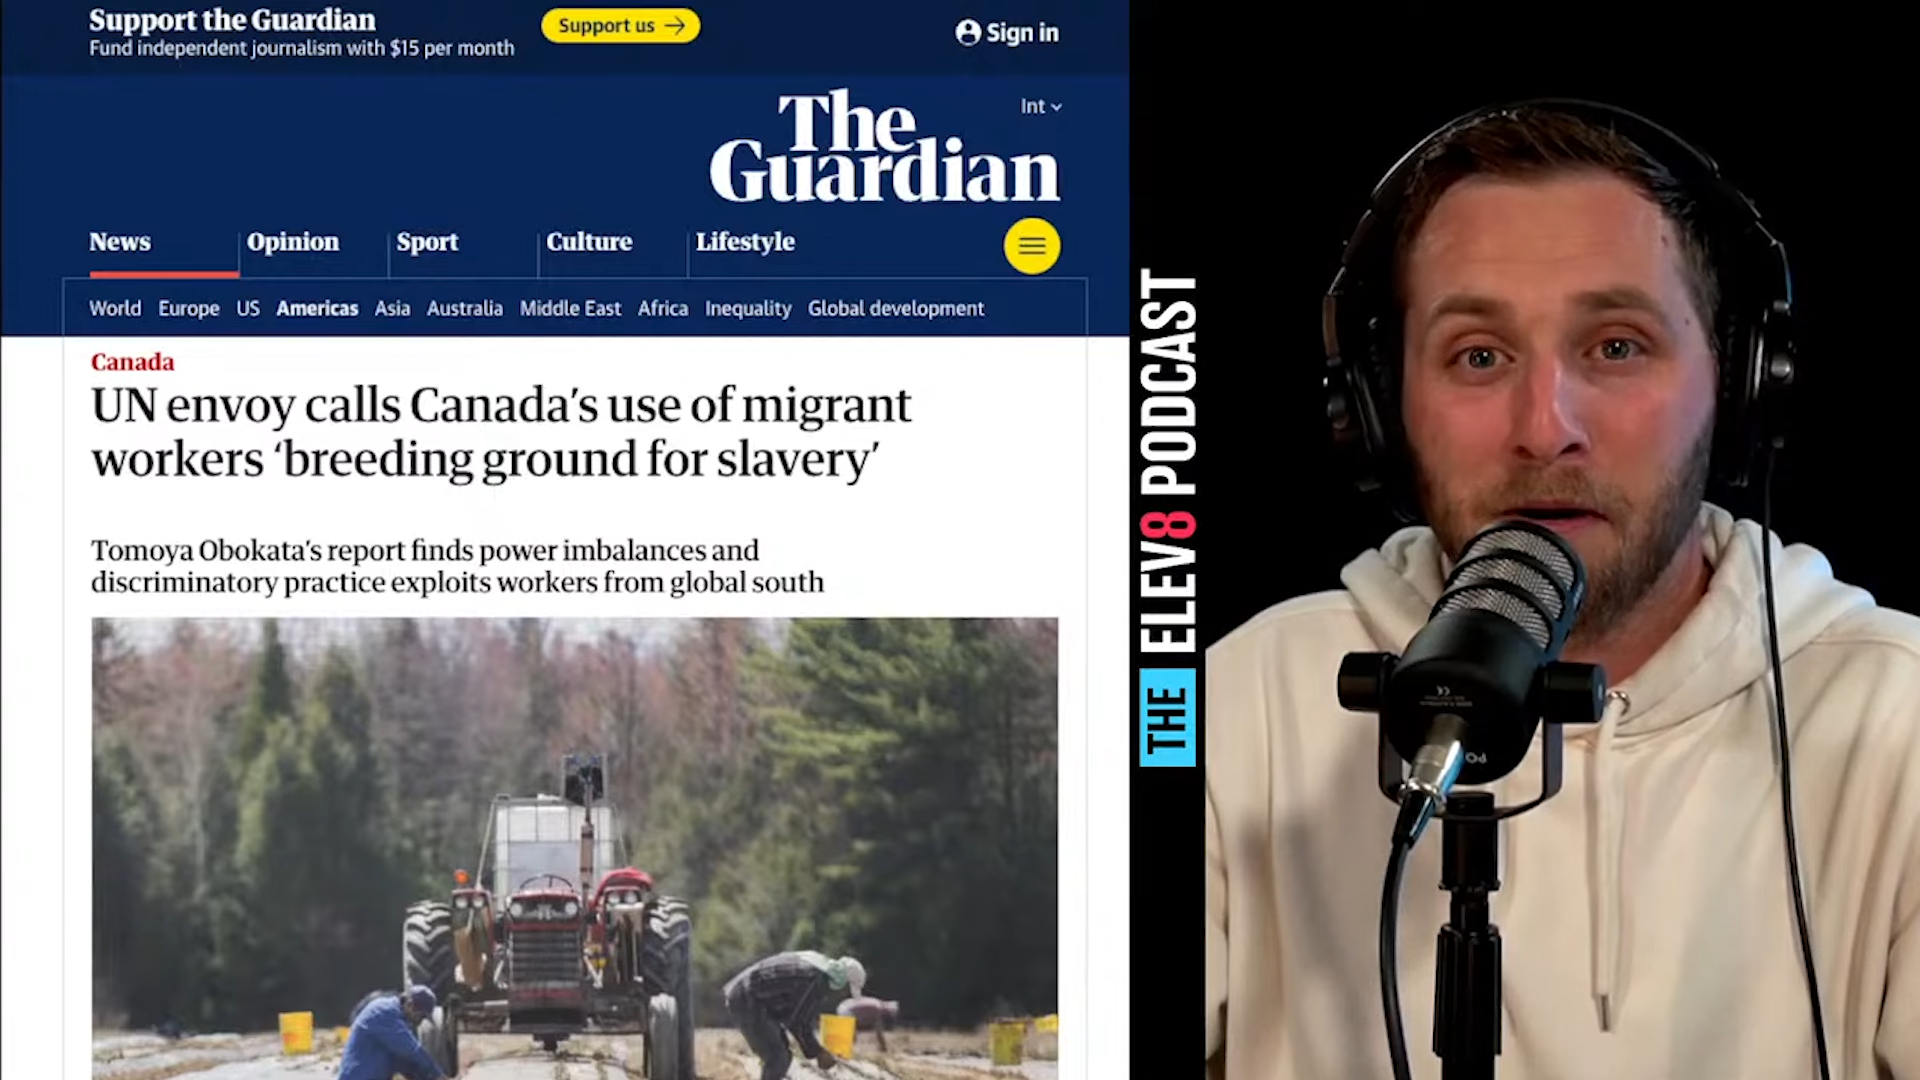 Support the Guardian
Fund independent journalism with $15 per month
Support us →
Sign in
Int
The
Guardian
News
Opinion
Sport
Culture
Lifestyle
World Europe US Americas Asia Australia Middle East Africa Inequality Global development
Canada
UN envoy calls Canada’s use of migrant
workers ‘breeding ground for slavery’
Tomoya Obokata’s report finds power imbalances and
discriminatory practice exploits workers from global south
THE ELEV8 PODCAST